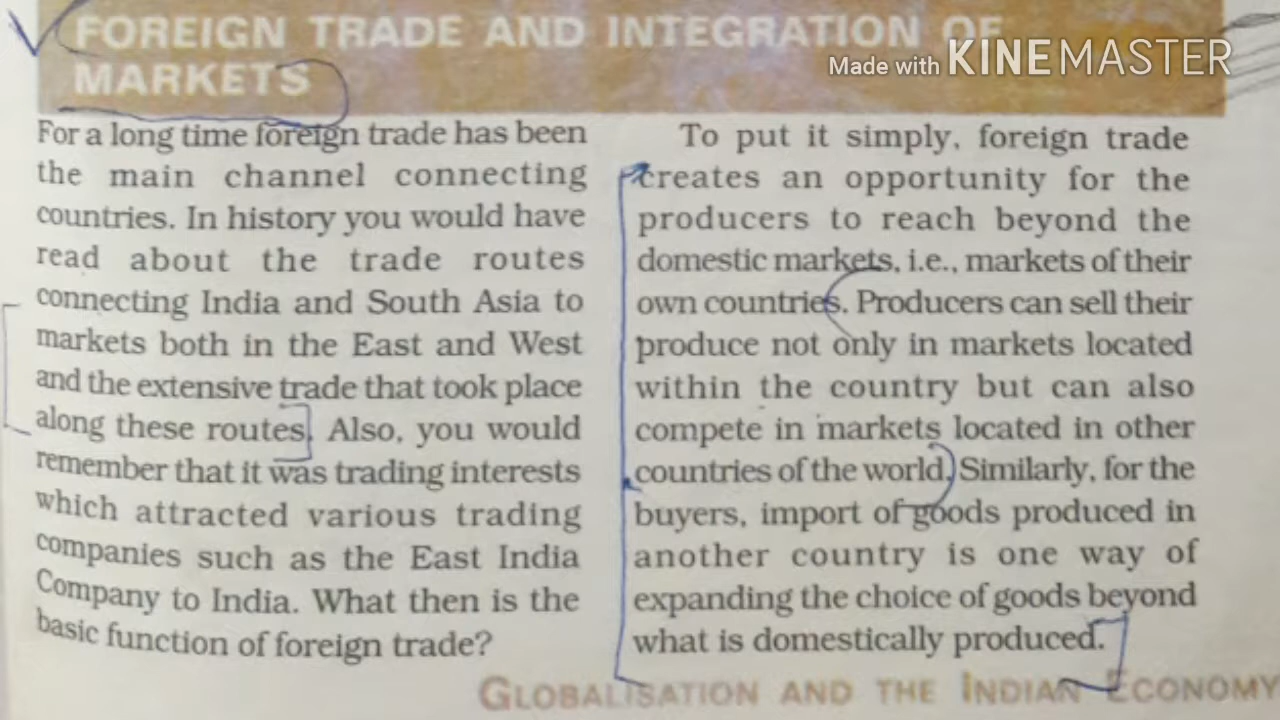 FOREIGN TRADE AND INTEGRATION OF
MARKETS
Made with KINEMASTER
For a long time foreign trade has been
the main channel connecting
countries. In history you would have
read about the trade routes
connecting India and South Asia to
markets both in the East and West
and the extensive trade that took place
along these routes. Also, you would
remember that it was trading interests
which attracted various trading
companies such as the East India
Company to India. What then is the
basic function of foreign trade?
To put it simply, foreign trade
creates an opportunity for the
producers to reach beyond the
domestic markets, i.e., markets of their
own countries. Producers can sell their
produce not only in markets located
within the country but can also
compete in markets located in other
countries of the world. Similarly, for the
buyers, import of goods produced in
another country is one way of
expanding the choice of goods beyond
what is domestically produced.
GLOBALISATION AND THE INDIAN ECONOMY